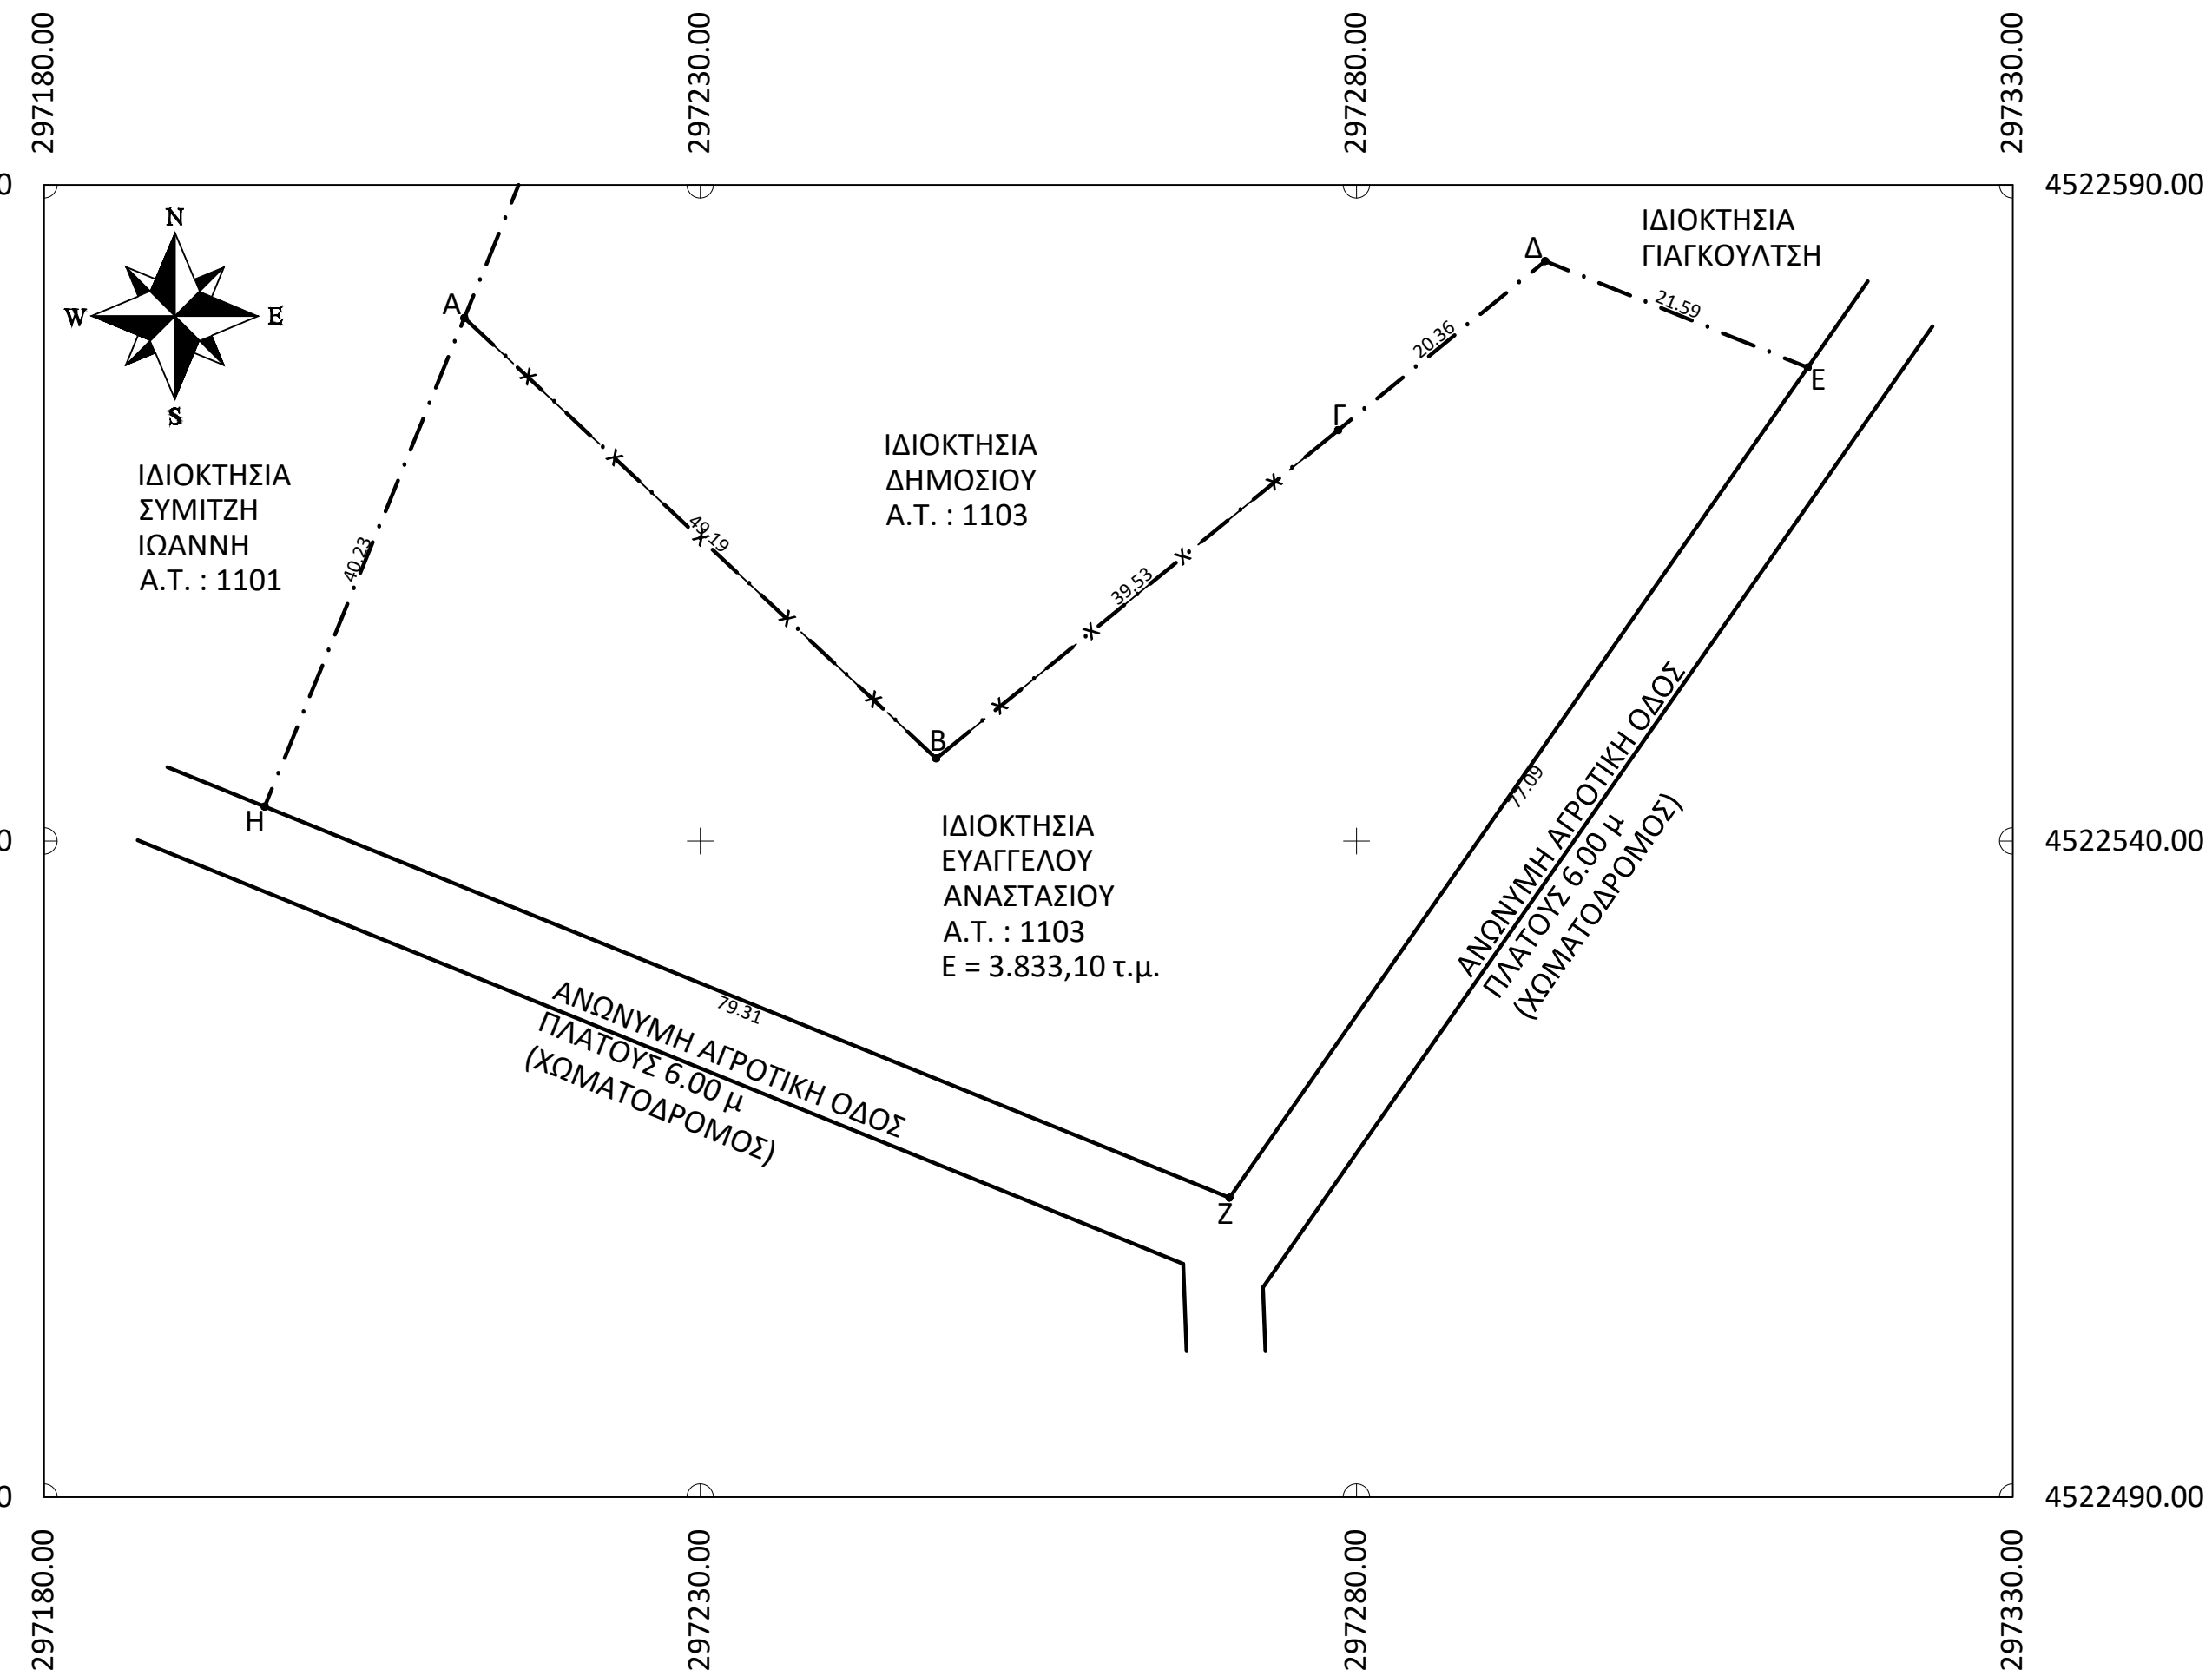 297180.00
297230.00
297280.00
297330.00
0
4522590.00
N
W
E
S
ΙΔΙΟΚΤΗΣΙΑ
ΓΙΑΓΚΟΥΛΤΣΗ
Δ
21.59
Α
20.36
Ε
Γ
ΙΔΙΟΚΤΗΣΙΑ
ΔΗΜΟΣΙΟΥ
Α.Τ. : 1103
ΙΔΙΟΚΤΗΣΙΑ
ΣΥΜΙΤΖΗ
ΙΩΑΝΝΗ
Α.Τ. : 1101
40.23
49.19
39.53
Β
Η
77.09
0
4522540.00
ΙΔΙΟΚΤΗΣΙΑ
ΕΥΑΓΓΕΛΟΥ
ΑΝΑΣΤΑΣΙΟΥ
Α.Τ. : 1103
Ε = 3.833,10 τ.μ.
ΑΝΩΝΥΜΗ ΑΓΡΟΤΙΚΗ ΟΔΟΣ
ΠΛΑΤΟΥΣ 6.00 μ
(ΧΩΜΑΤΟΔΡΟΜΟΣ)
79.31
ΑΝΩΝΥΜΗ ΑΓΡΟΤΙΚΗ ΟΔΟΣ
ΠΛΑΤΟΥΣ 6.00 μ
(ΧΩΜΑΤΟΔΡΟΜΟΣ)
Ζ
0
4522490.00
297180.00
297230.00
297280.00
297330.00